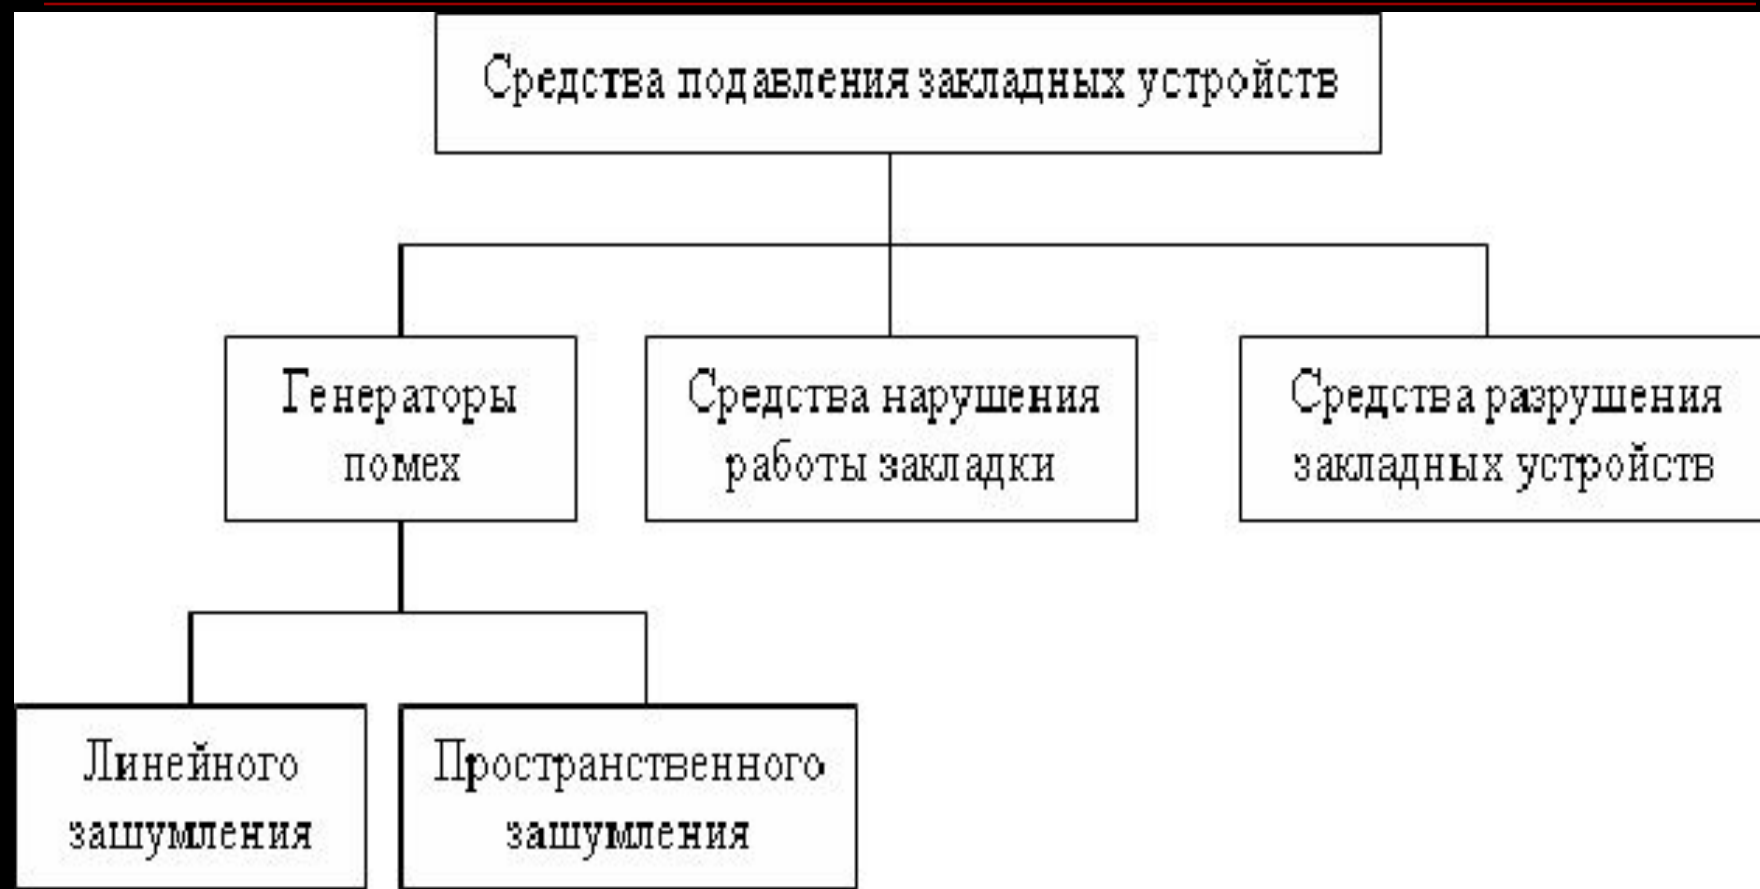 Средства подавления закладных устройств
Генераторы
помех
Средства нарушения
работы закладки
Средства разрушения
закладных устройств
Линейного
зашумления
Пространственного
зашумления